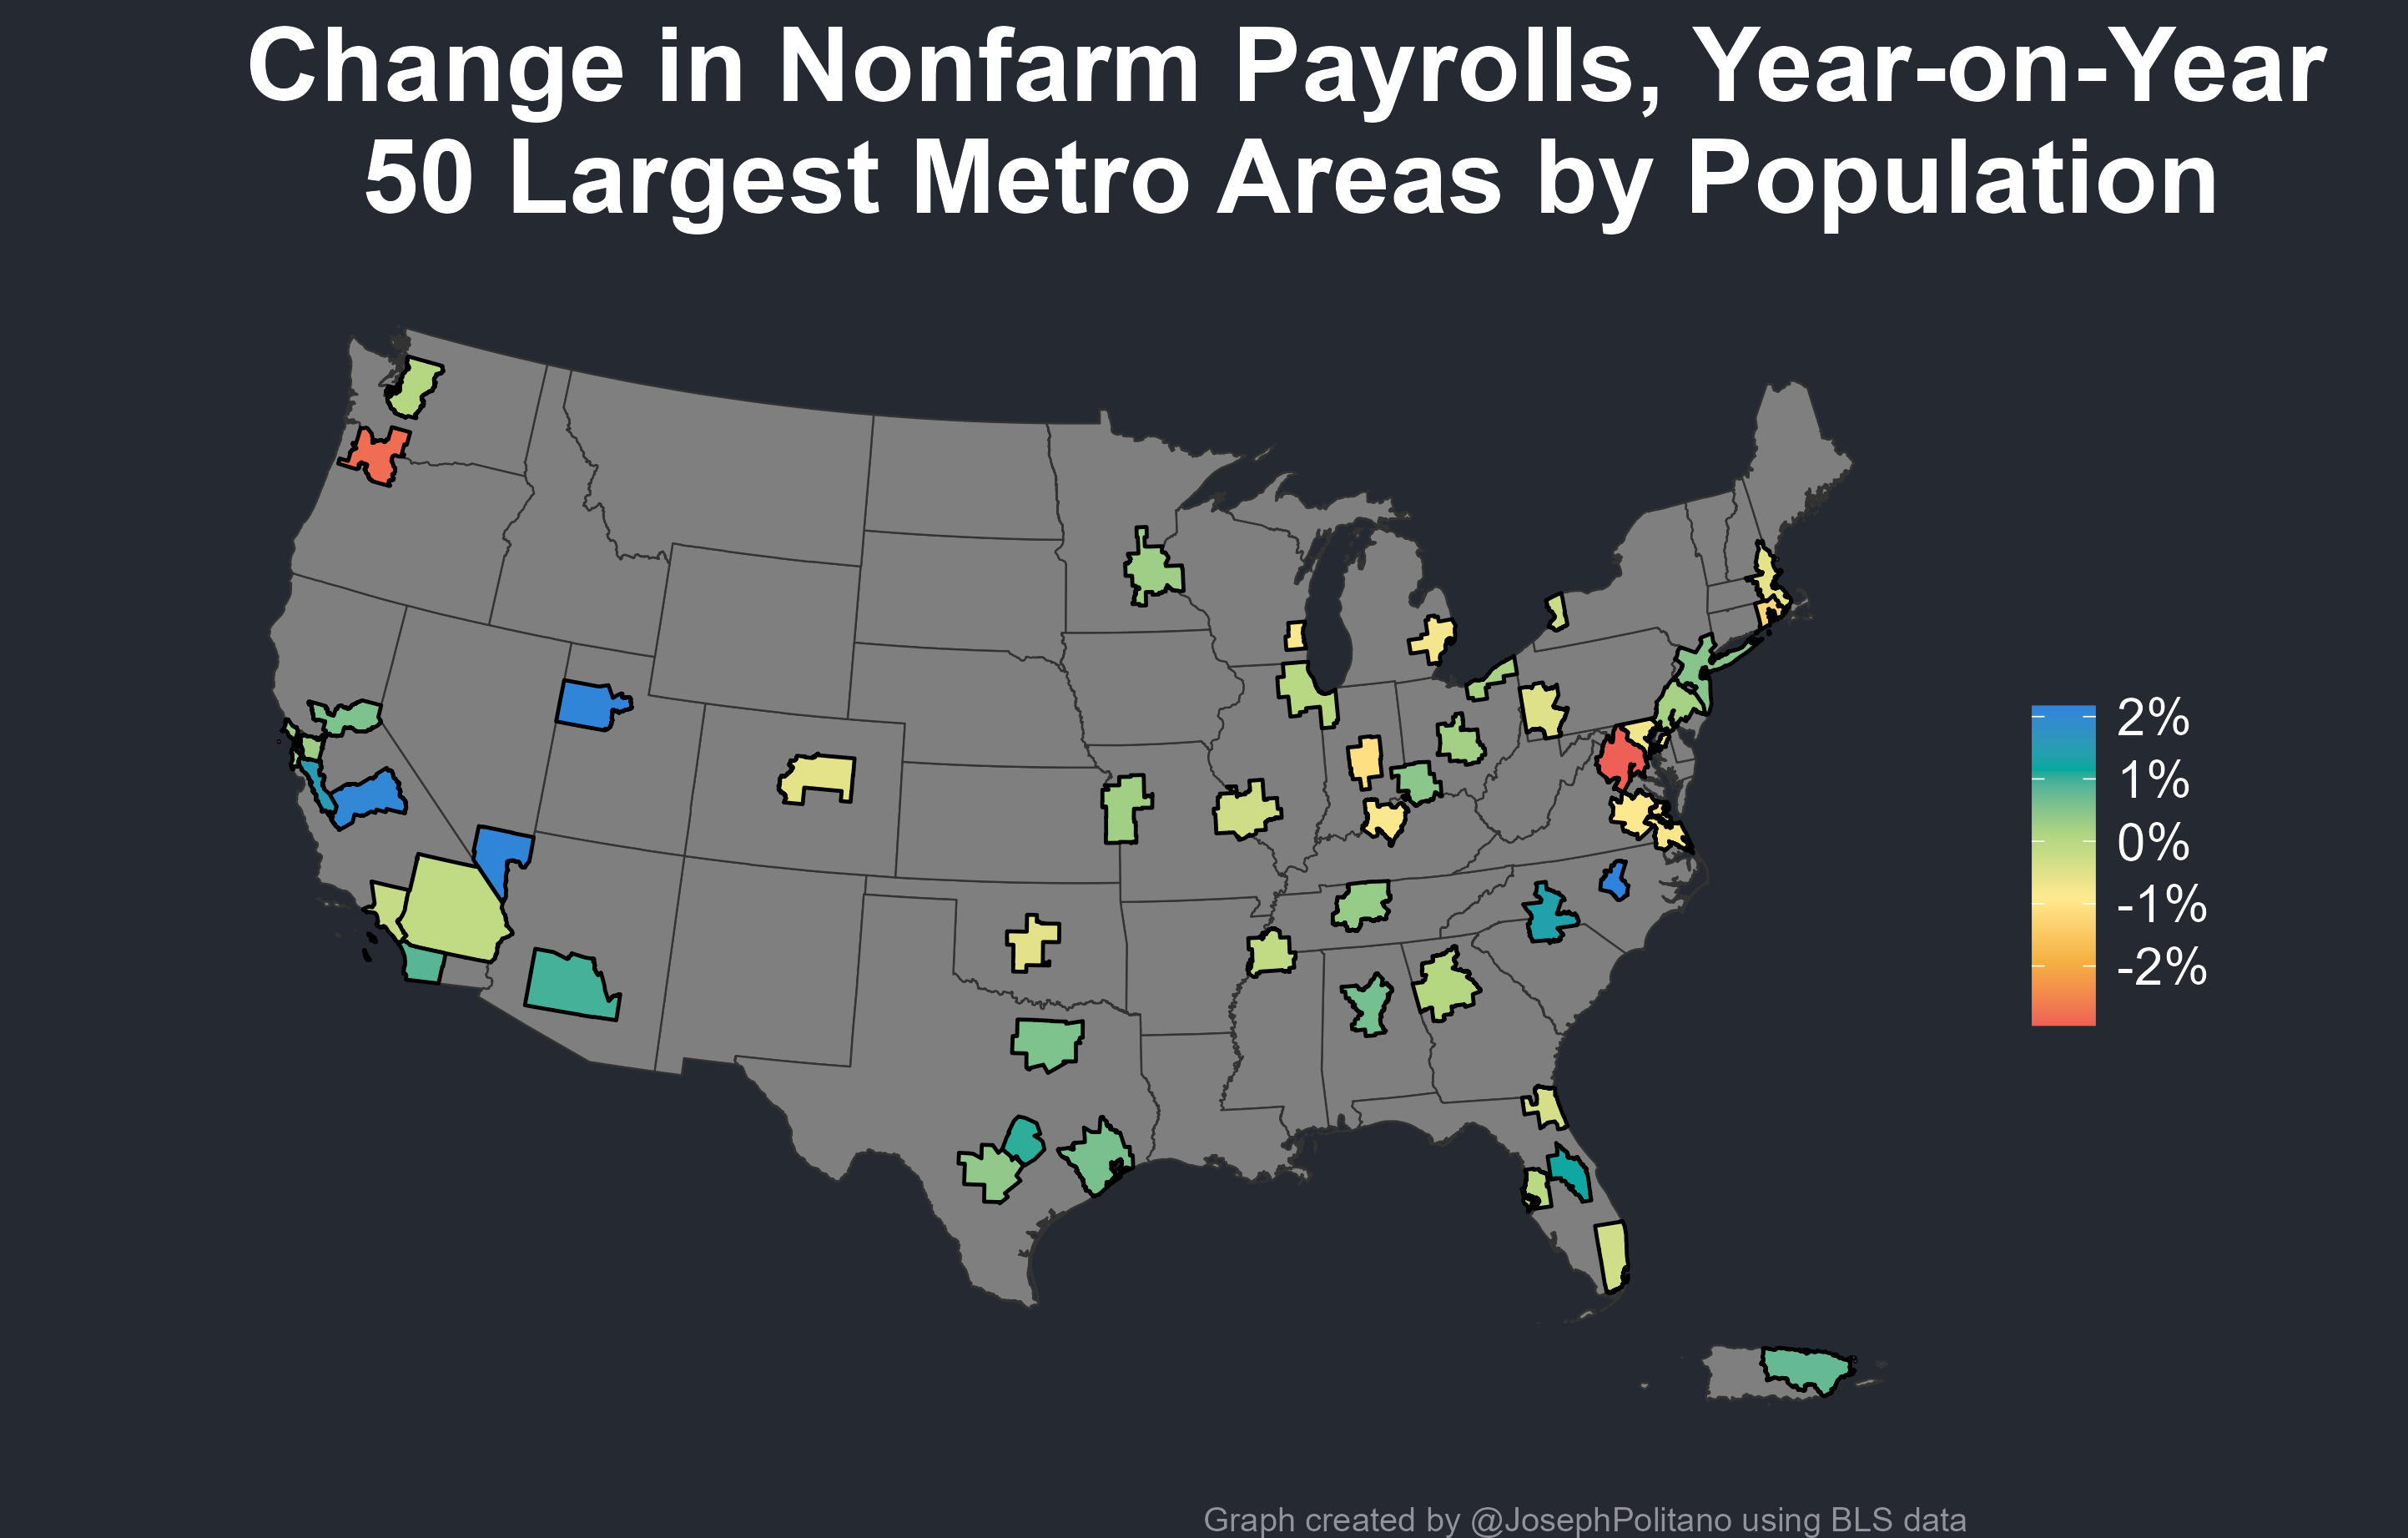 Change in Nonfarm Payrolls, Year-on-Year
50 Largest Metro Areas by Population
2%
1%
0%
-1%
-2%
Graph created by @JosephPolitano using BLS data